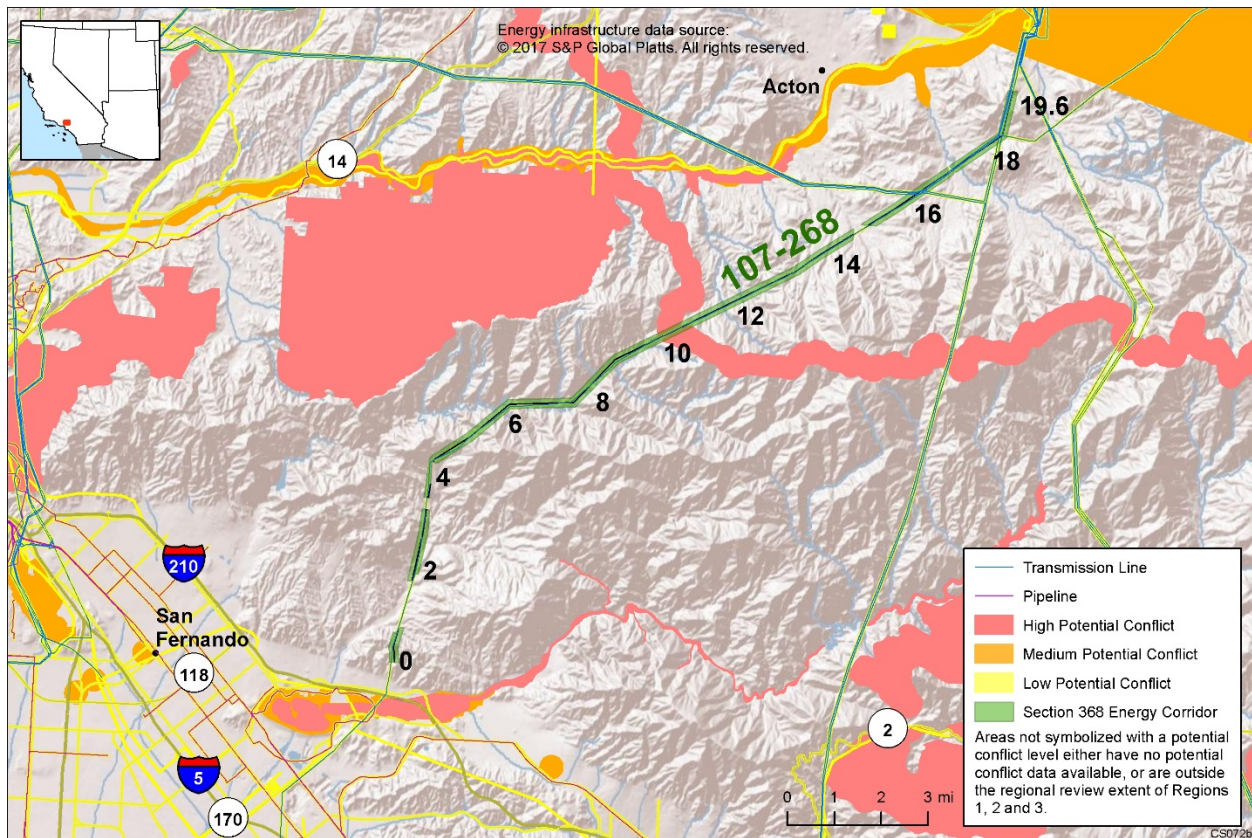 Energy infrastructure data source:
© 2017 S&P Global Platts. All rights reserved.
Acton
14
19.6
18
16
107-268
14
12
10
8
6
4
2
0
210
San
Fernando
118
5
170
2
Transmission Line
Pipeline
High Potential Conflict
Medium Potential Conflict
Low Potential Conflict
Section 368 Energy Corridor
Areas not symbolized with a potential
conflict level either have no potential
conflict data available, or are outside
the regional review extent of Regions
1, 2 and 3.
0 1 2 3 mi